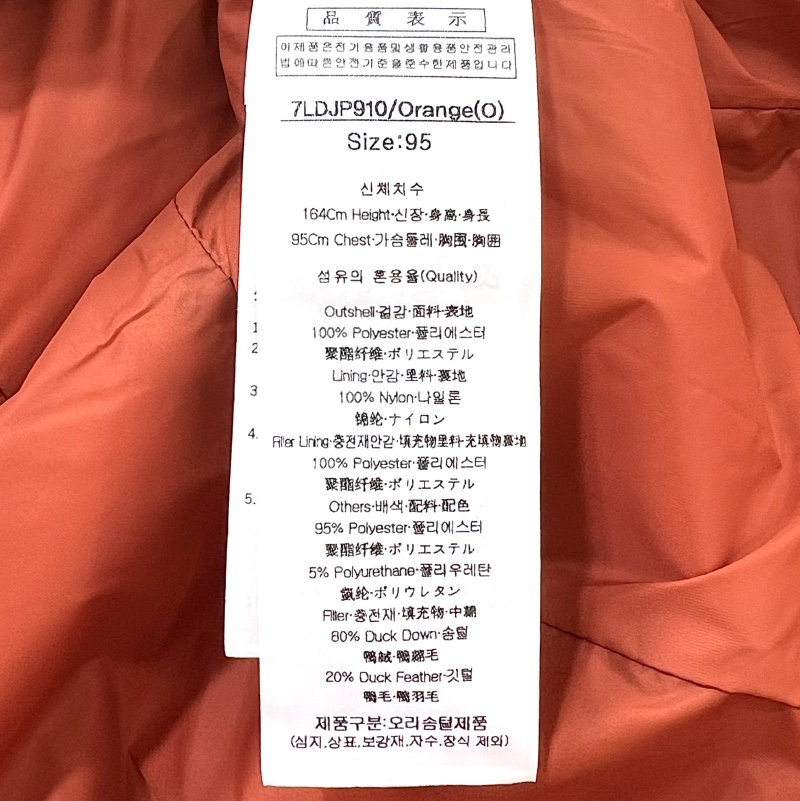 品 質 表 示
이제품은전기용품및생활용품안전관리
법에따른안전기준을준수한제품입니다
7LDJP910/Orange(O)
Size:95
신체치수
164Cm Height·신장·身高·身長
95Cm Chest·가슴둘레·胸围·胸囲
섬유의 혼용율(Quality)
Outshell·겉감·面料·表地
100% Polyester·폴리에스터
聚酯纤维·ポリエステル
Lining·안감·里料·裏地
100% Nylon·나일론
锦纶·ナイロン
Filler Lining·충전재안감·填充物里料·充填物裏地
100% Polyester·폴리에스터
聚酯纤维·ポリエステル
Others·배색·配料·配色
95% Polyester·폴리에스터
聚酯纤维·ポリエステル
5% Polyurethane·폴리우레탄
氨纶·ポリウレタン
Filler·충전재·填充物·中綿
80% Duck Down·솜털
鸭绒·鴨綿毛
20% Duck Feather·깃털
鸭毛·鴨羽毛
제품구분:오리솜털제품
(심지,상표,보강재,자수,장식 제외)
1
2
3
4.
5.